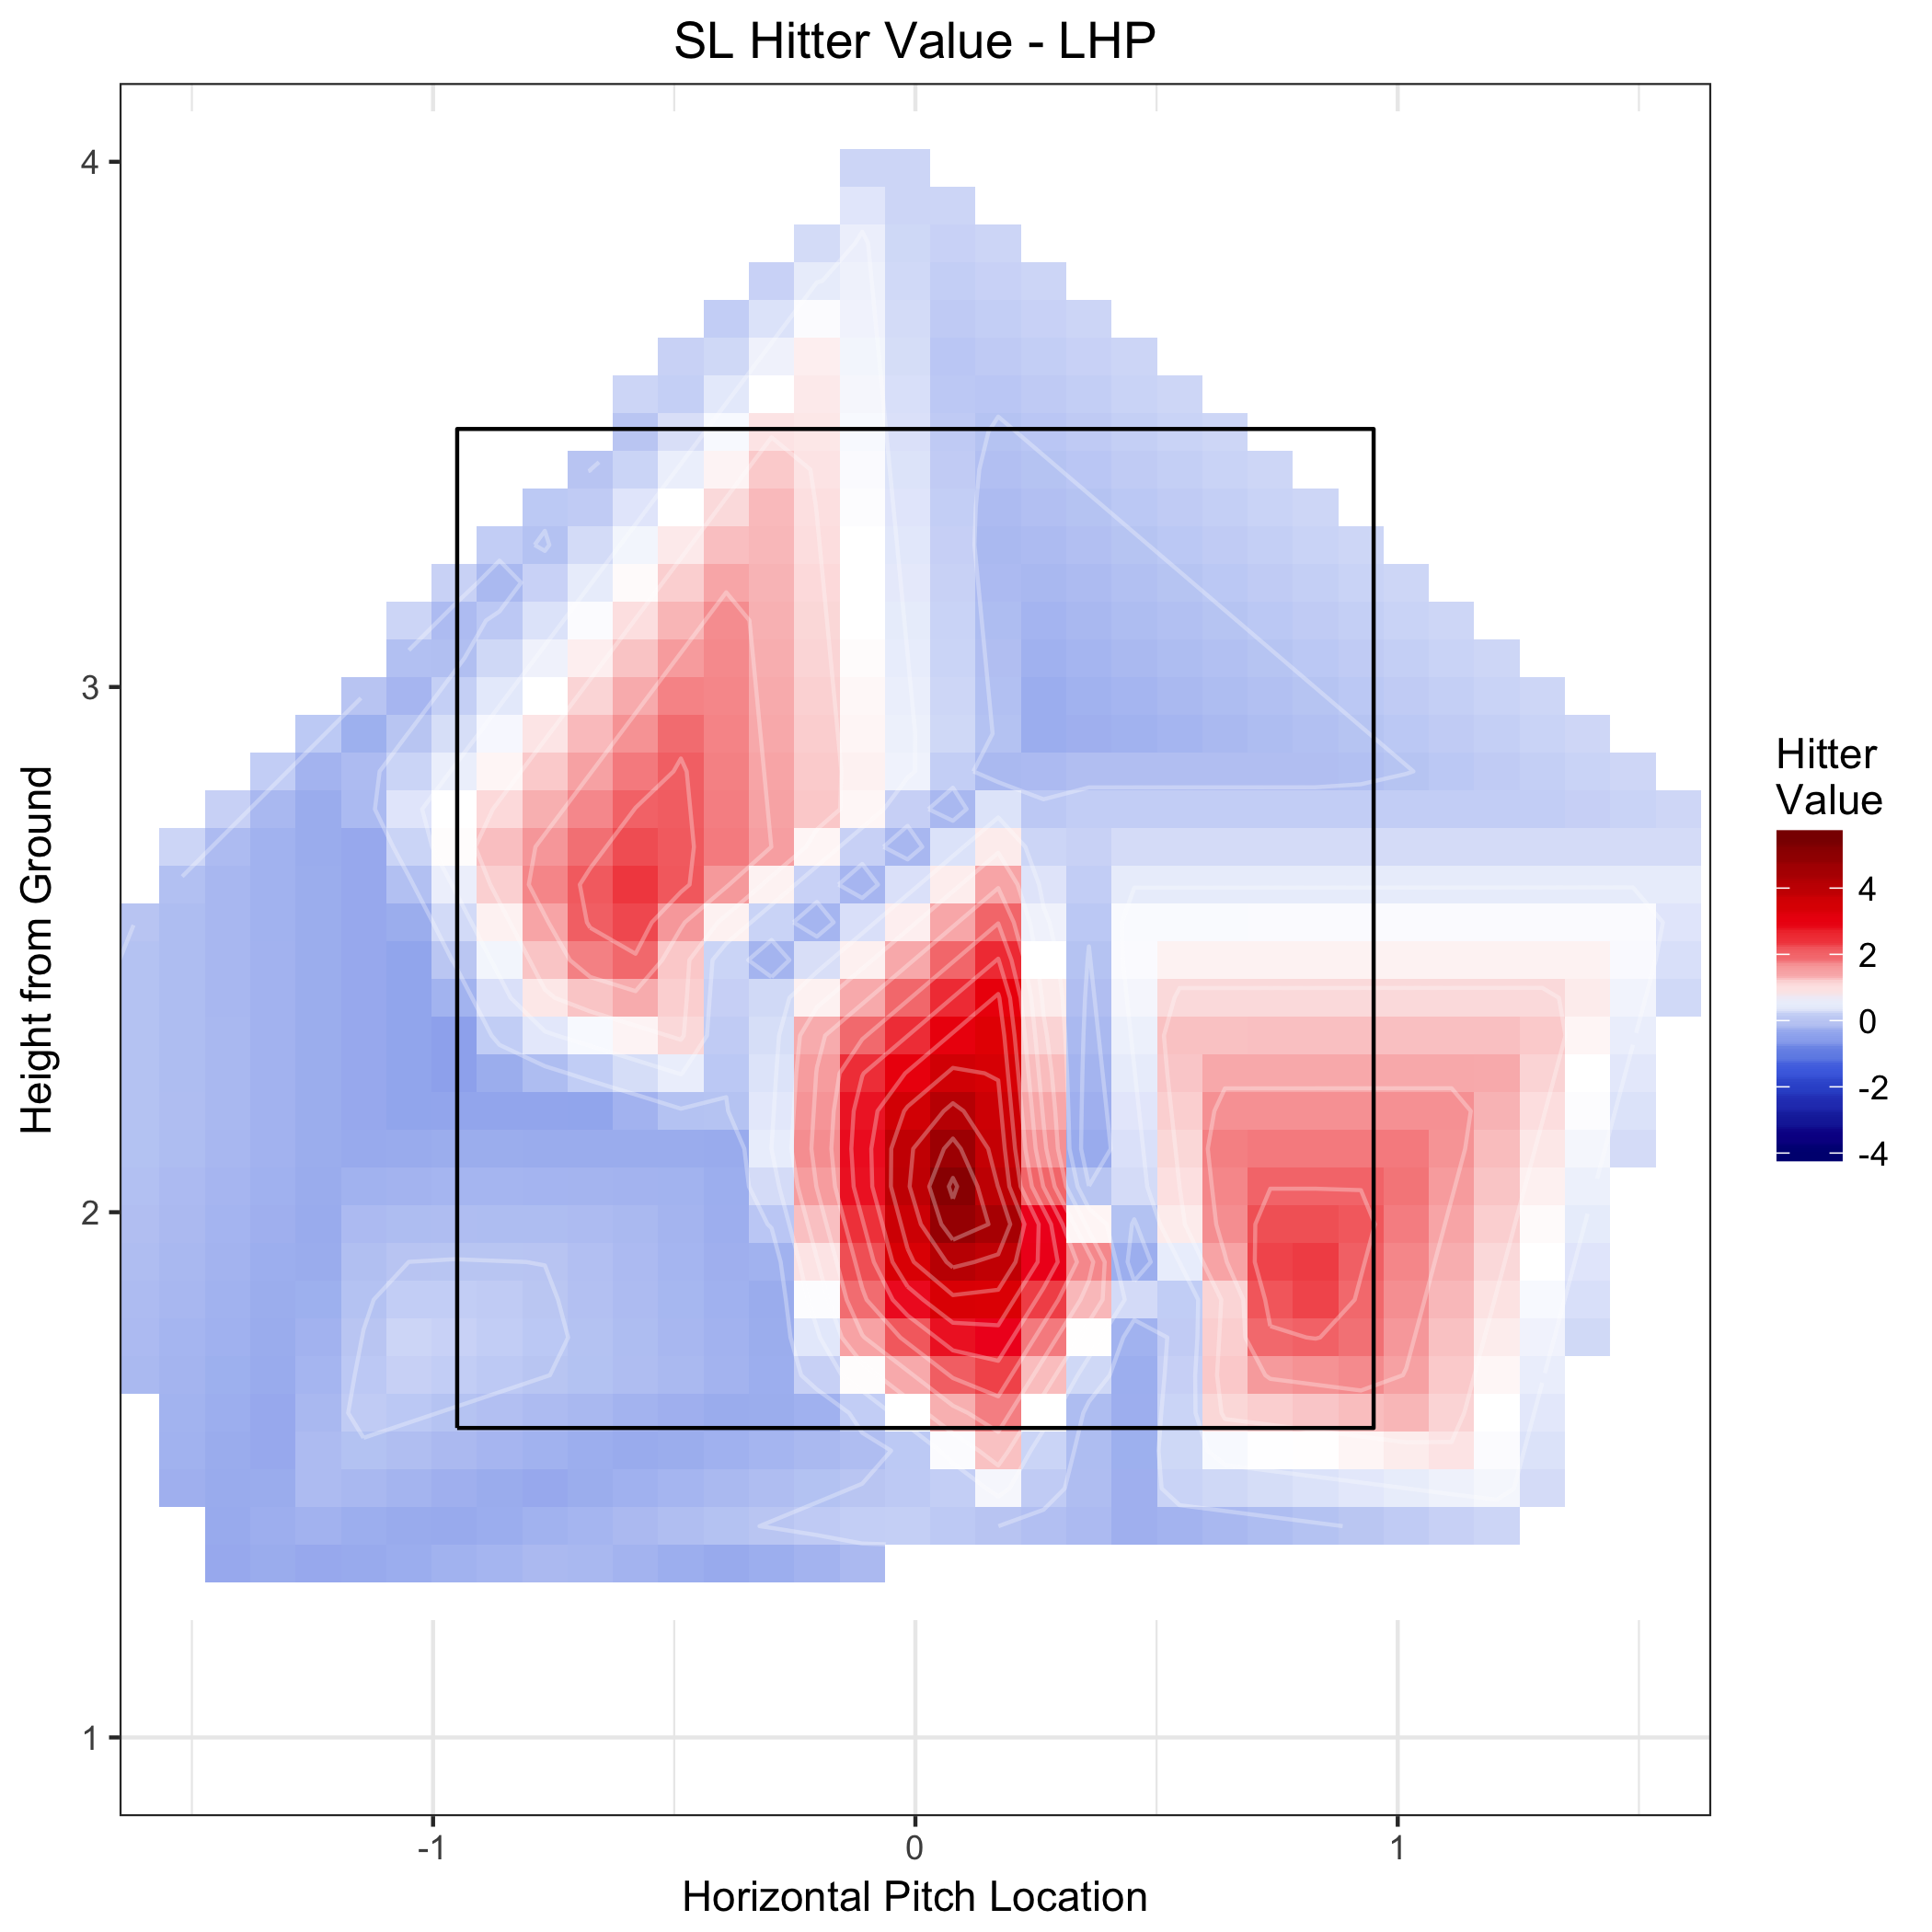 SL Hitter Value - LHP
4
3
2
1
Height from Ground
-1
0
1
Horizontal Pitch Location
Hitter
Value
4
2
0
-2
-4